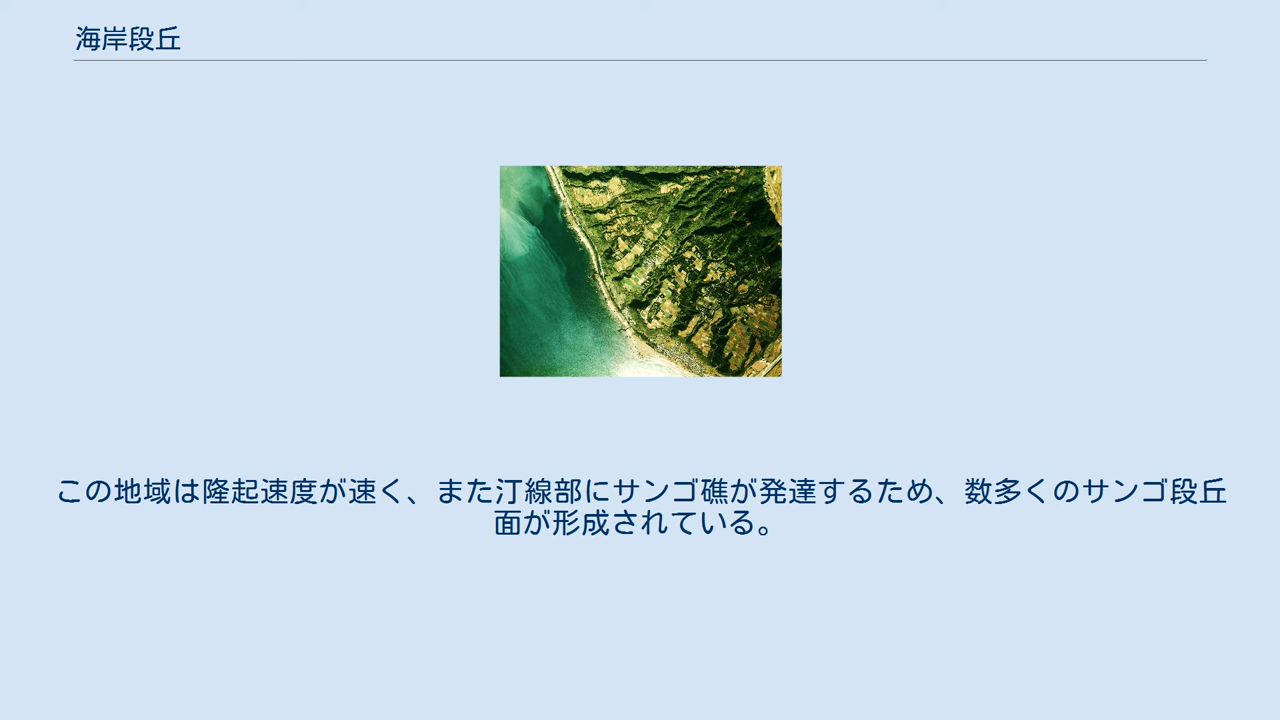 海岸段丘
この地域は隆起速度が速く、また汀線部にサンゴ礁が発達するため、数多くのサンゴ段丘
面が形成されている。